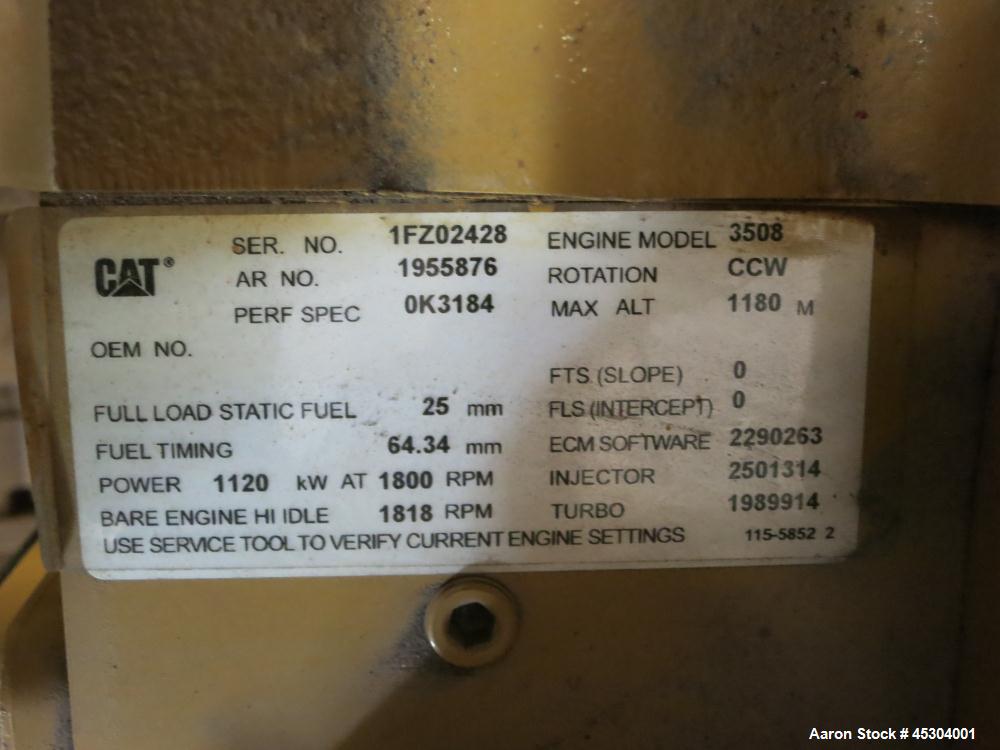 CAT®
SER. NO. 1FZ02428 ENGINE MODEL 3508
AR NO. 1955876 ROTATION CCW
PERF SPEC 0K3184 MAX ALT 1180 M
OEM NO.
FTS (SLOPE) 0
FULL LOAD STATIC FUEL 25 mm FLS (INTERCEPT) 0
FUEL TIMING 64.34 mm ECM SOFTWARE 2290263
POWER 1120 kW AT 1800 RPM INJECTOR 2501314
BARE ENGINE HI IDLE 1818 RPM TURBO 1989914
USE SERVICE TOOL TO VERIFY CURRENT ENGINE SETTINGS 115-5852 2
Aaron Stock # 45304001